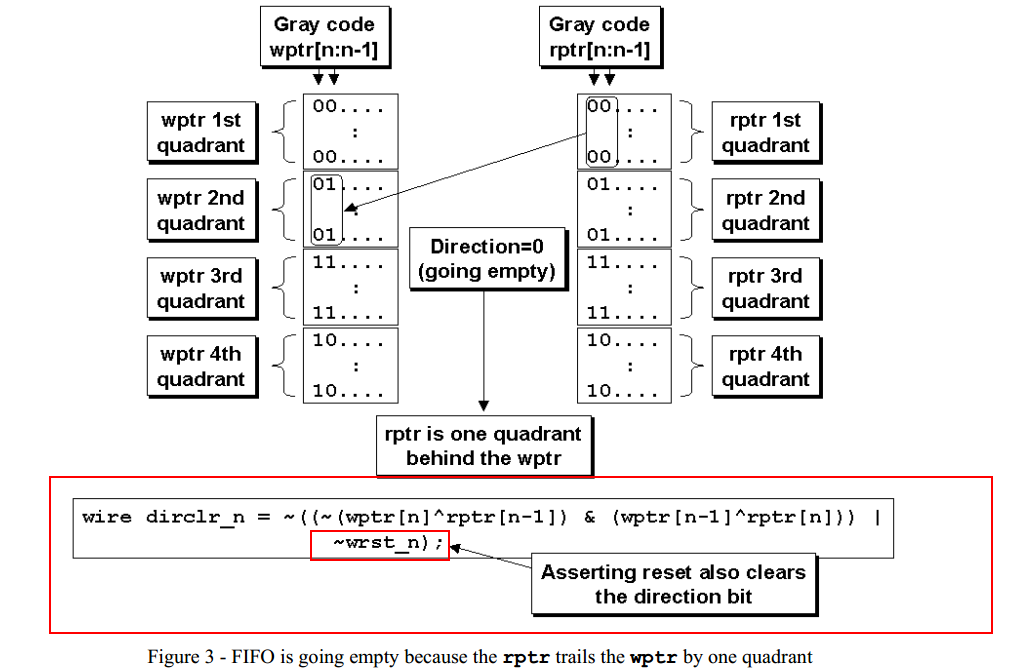 Gray code
wptr[n:n-1]
Gray code
rptr[n:n-1]
wptr 1st
quadrant
00....
:
00....
00....
:
00....
rptr 1st
quadrant
wptr 2nd
quadrant
01....
:
01....
01....
:
01....
rptr 2nd
quadrant
Direction=0
(going empty)
wptr 3rd
quadrant
11....
:
11....
11....
:
11....
rptr 3rd
quadrant
wptr 4th
quadrant
10....
:
10....
10....
:
10....
rptr 4th
quadrant
rptr is one quadrant
behind the wptr
wire dirclr_n = ~((~(wptr[n]^rptr[n-1]) & (wptr[n-1]^rptr[n])) |
~wrst_n);
Asserting reset also clears
the direction bit
Figure 3 - FIFO is going empty because the rptr trails the wptr by one quadrant